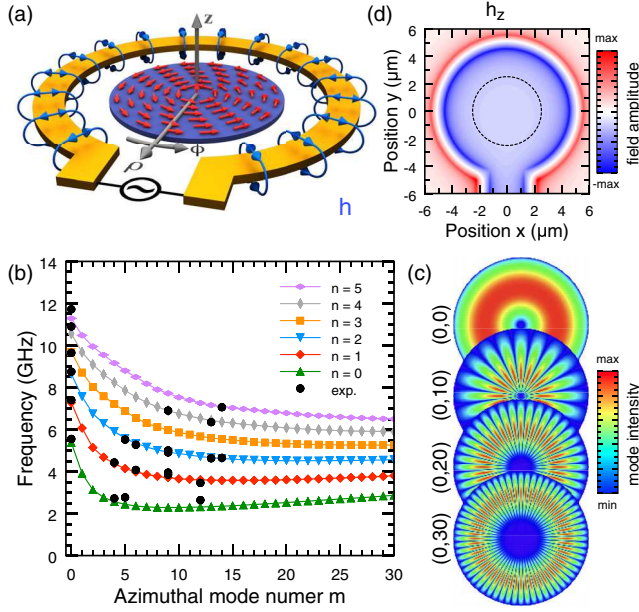 (a)
z
ϕ
ρ
h
(d)
h_z
Position y (μm)
6
4
2
0
-2
-4
-6
-6 -4 -2 0 2 4 6
Position x (μm)
max
field amplitude
-max
(b)
Frequency (GHz)
14
12
10
8
6
4
2
0
0 5 10 15 20 25 30
Azimuthal mode numer m
n = 5
n = 4
n = 3
n = 2
n = 1
n = 0
exp.
(c)
(0,0)
(0,10)
(0,20)
(0,30)
max
mode intensity
min